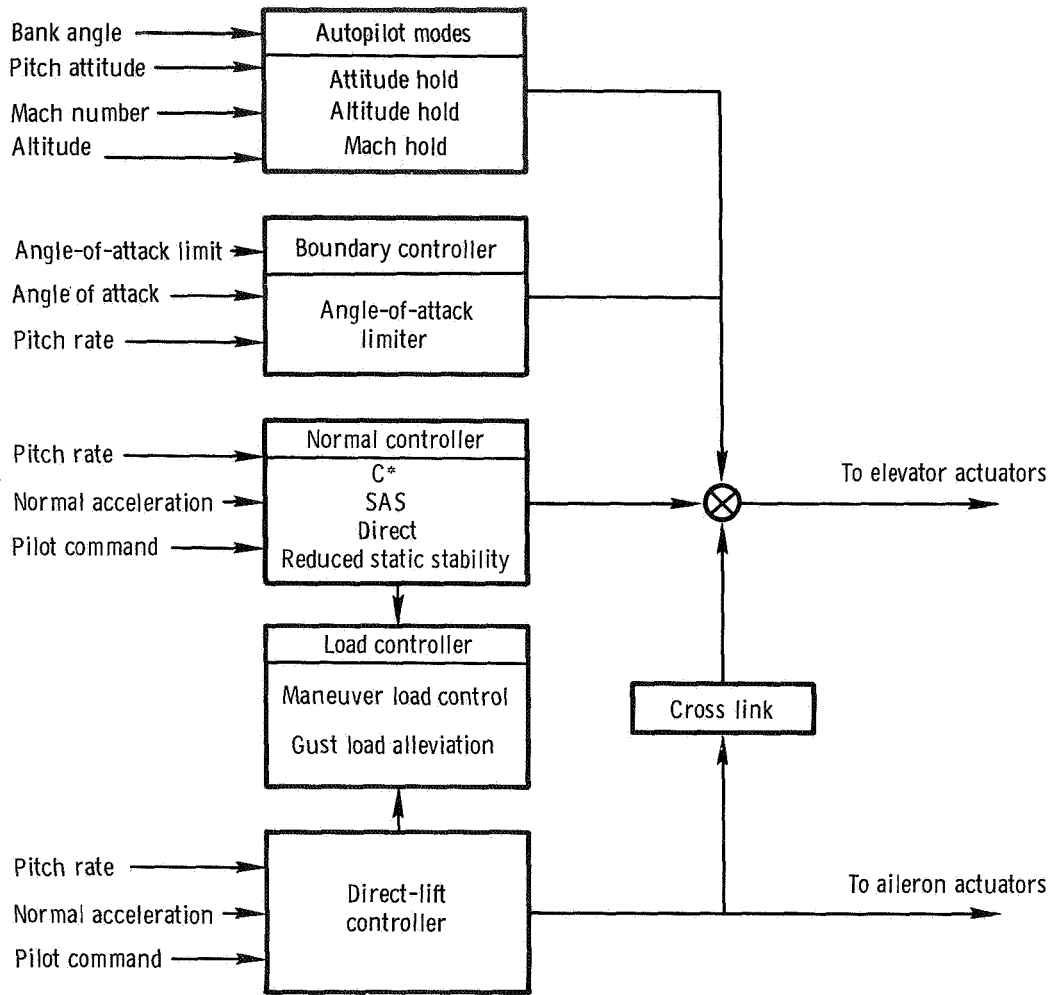 Bank angle
Pitch attitude
Mach number
Altitude
Autopilot modes
Attitude hold
Altitude hold
Mach hold
Angle-of-attack limit
Angle of attack
Pitch rate
Boundary controller
Angle-of-attack
limiter
Pitch rate
Normal acceleration
Pilot command
Normal controller
C*
SAS
Direct
Reduced static stability
To elevator actuators
Load controller
Maneuver load control
Gust load alleviation
Cross link
Pitch rate
Normal acceleration
Pilot command
Direct-lift
controller
To aileron actuators